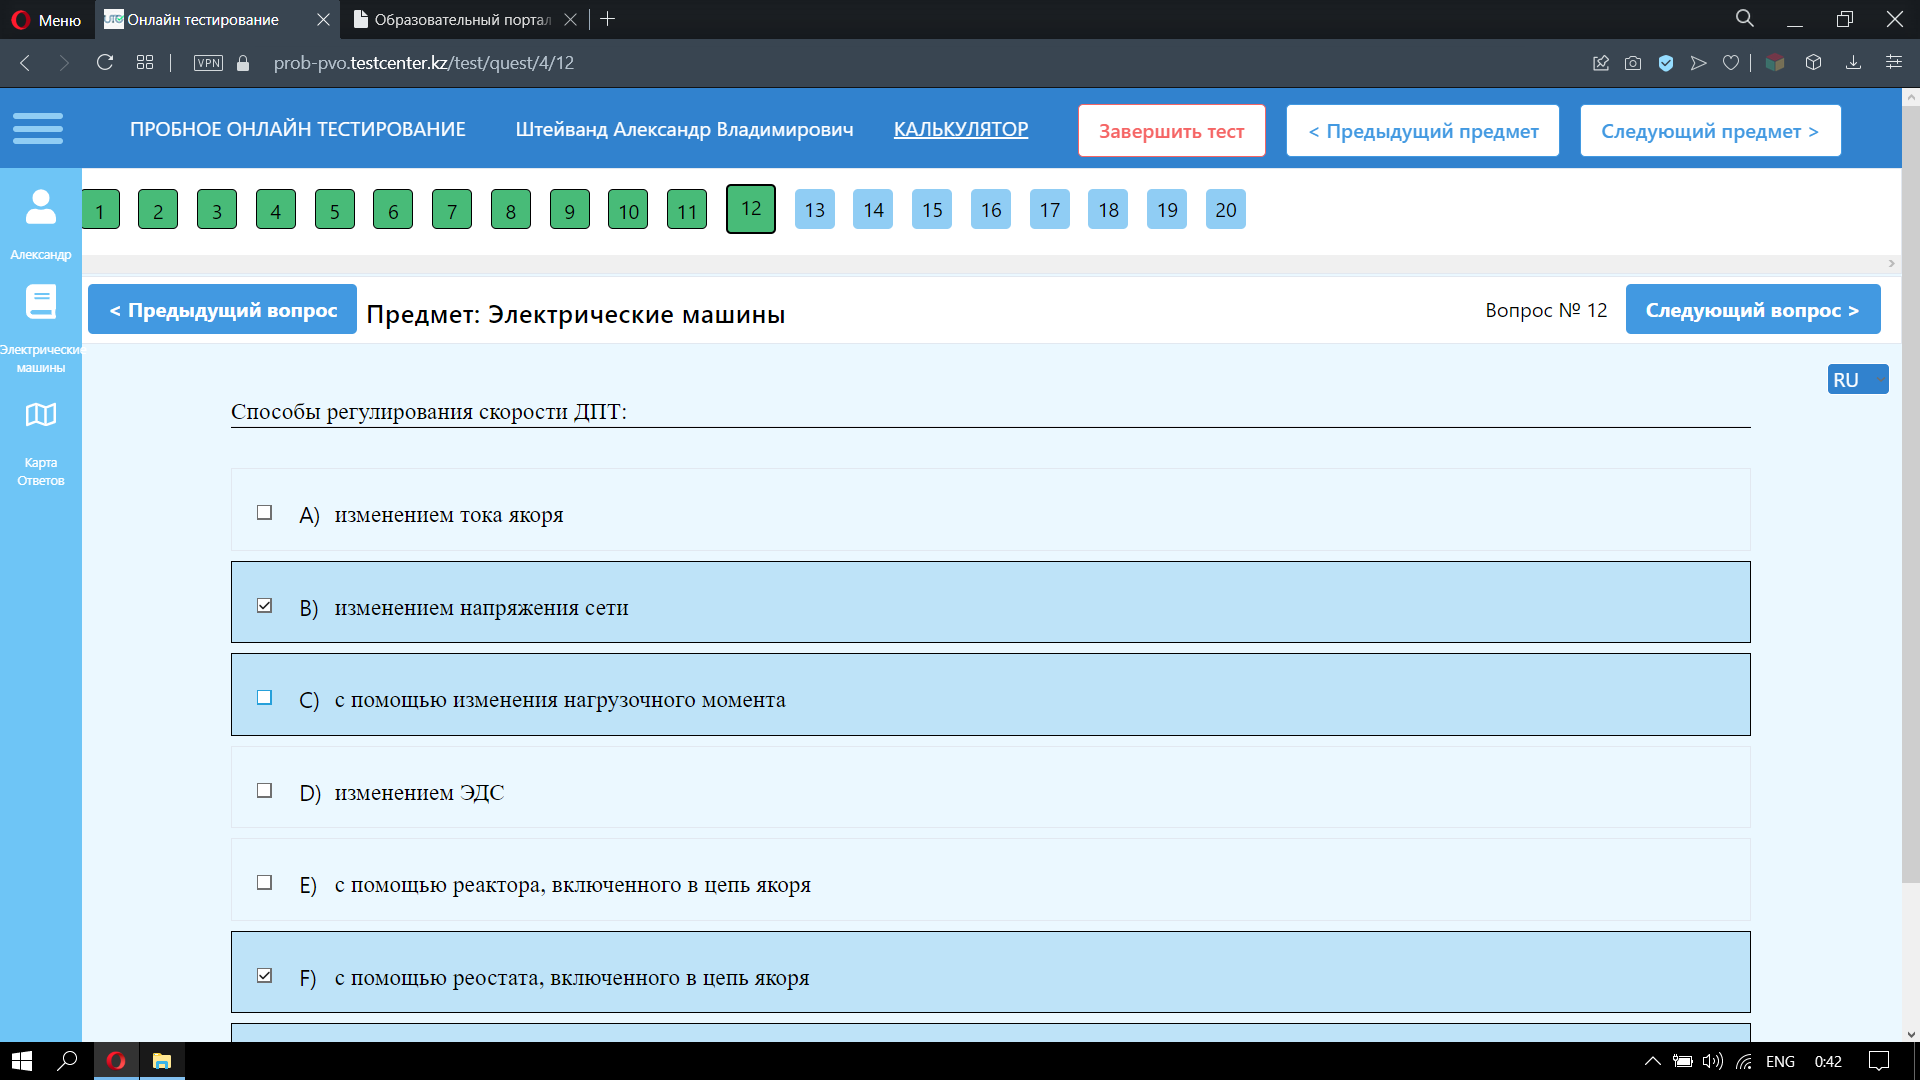 Меню
Онлайн тестирование
Образовательный портал
VPN
prob-pvo.testcenter.kz/test/quest/4/12
ПРОБНОЕ ОНЛАЙН ТЕСТИРОВАНИЕ
Штейванд Александр Владимирович
КАЛЬКУЛЯТОР
Завершить тест
< Предыдущий предмет
Следующий предмет >
1 2 3 4 5 6 7 8 9 10 11 12 13 14 15 16 17 18 19 20
Александр
Электрические
машины
Карта
Ответов
< Предыдущий вопрос
Предмет: Электрические машины
Вопрос № 12
Следующий вопрос >
RU
Способы регулирования скорости ДПТ:
A) изменением тока якоря
B) изменением напряжения сети
C) с помощью изменения нагрузочного момента
D) изменением ЭДС
E) с помощью реактора, включенного в цепь якоря
F) с помощью реостата, включенного в цепь якоря
ENG
0:42